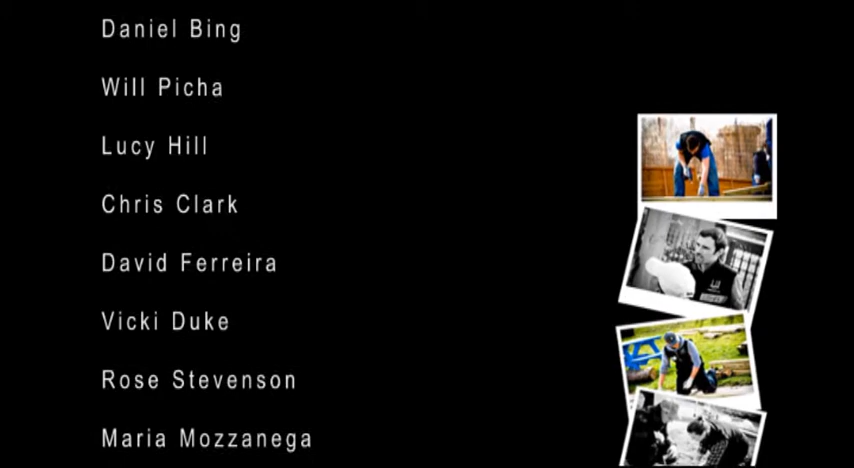 Daniel Bing
Will Picha
Lucy Hill
Chris Clark
David Ferreira
Vicki Duke
Rose Stevenson
Maria Mozzanega